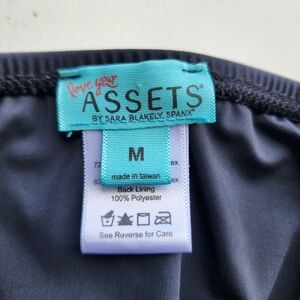 love your
ASSETS
BY SARA BLAKELY, SPANX
M
made in taiwan
Back Lining
100% Polyester
See Reverse for Care